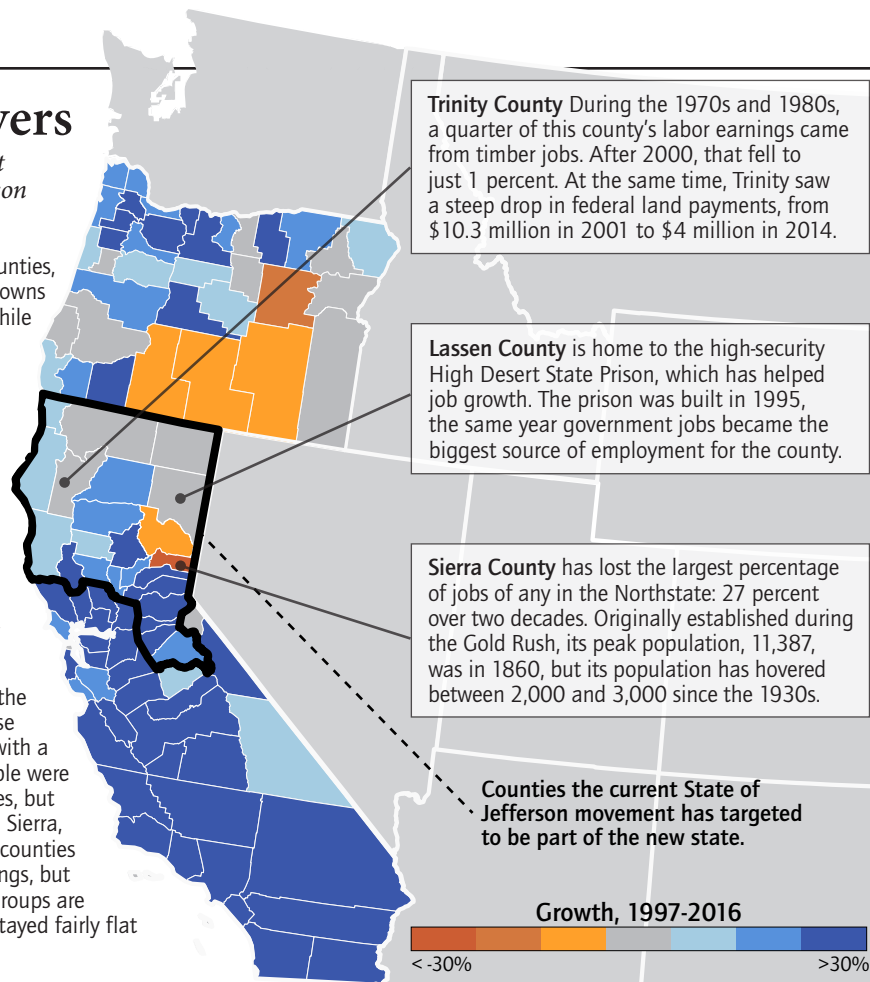 vers
t
on
unties,
owns
hile
Trinity County During the 1970s and 1980s,
a quarter of this county's labor earnings came
from timber jobs. After 2000, that fell to
just 1 percent. At the same time, Trinity saw
a steep drop in federal land payments, from
$10.3 million in 2001 to $4 million in 2014.
Lassen County is home to the high-security
High Desert State Prison, which has helped
job growth. The prison was built in 1995,
the same year government jobs became the
biggest source of employment for the county.
Sierra County has lost the largest percentage
of jobs of any in the Northstate: 27 percent
over two decades. Originally established during
the Gold Rush, its peak population, 11,387,
was in 1860, but its population has hovered
between 2,000 and 3,000 since the 1930s.
the
se
with a
ple were
es, but
Sierra,
counties
ngs, but
roups are
tayed fairly flat
Counties the current State of
Jefferson movement has targeted
to be part of the new state.
Growth, 1997-2016
< -30%
>30%